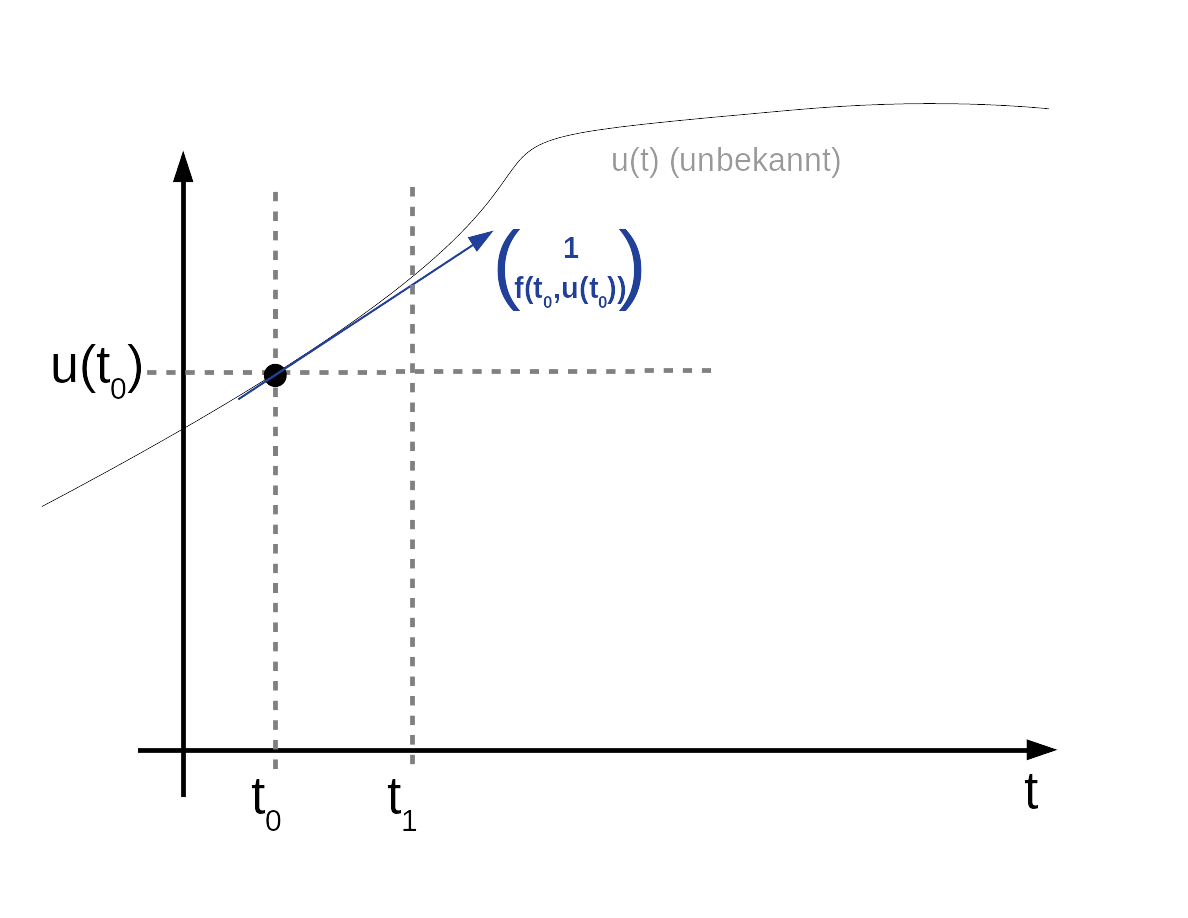 u(t) (unbekannt)
1
f(t₀,u(t₀))
u(t₀)
t₀
t₁
t